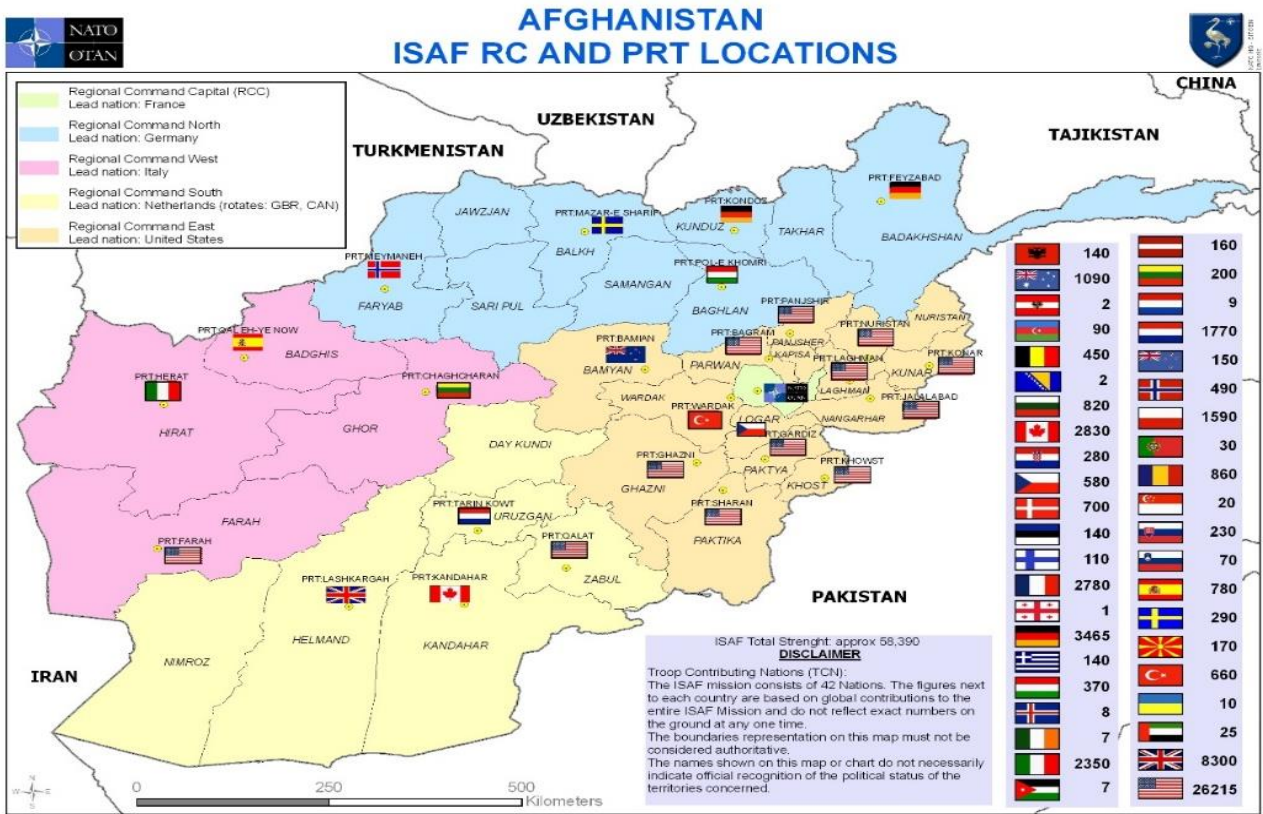 AFGHANISTAN
ISAF RC AND PRT LOCATIONS
NATO
OTAN
Regional Command Capital (RCC)
Lead nation: France
Regional Command North
Lead nation: Germany
Regional Command West
Lead nation: Italy
Regional Command South
Lead nation: Netherlands (rotates: GBR, CAN)
Regional Command East
Lead nation: United States
CHINA
UZBEKISTAN
TAJIKISTAN
TURKMENISTAN
PRT:FEYZABAD
JAWZJAN
PRT:MAZAR-E SHARIF
PRT:KONDOZ
KUNDUZ
TAKHAR
BADAKHSHAN
BALKH
PRT:MEYMANEH
PRT:POL-E KHOMRI
FARYAB
SARI PUL
SAMANGAN
BAGHLAN
PRT:PANJSHIR
NURISTAN
PRT:QALEH-YE NOW
BADGHIS
PRT:BAMIAN
PRT:BAGRAM
PRT:NURISTAN
PANJSHER
KAPISA
PRT:HERAT
PRT:CHAGHCHARAN
BAMYAN
PARWAN
PRT:LAGHMAN
PRT:KONAR
KUNAR
LAGHMAN
NATO
OTAN
WARDAK
PRT:WARDAK
PRT:JALALABAD
HIRAT
GHOR
LOGAR
NANGARHAR
DAY KUNDI
PRT:GARDIZ
PRT:GHAZNI
PAKTYA
PRT:KHOWST
GHAZNI
KHOST
PRT:TARIN KOWT
URUZGAN
PRT:SHARAN
FARAH
PRT:FARAH
PRT:QALAT
PAKTIKA
ZABUL
PRT:LASHKARGAH
PRT:KANDAHAR
PAKISTAN
HELMAND
KANDAHAR
NIMROZ
IRAN
140
1090
2
90
450
2
820
2830
280
580
700
140
110
2780
1
3465
140
370
8
7
2350
7
160
200
9
1770
150
490
1590
30
860
20
230
70
780
290
170
660
10
25
8300
26215
ISAF Total Strenght: approx 58,390
DISCLAIMER
Troop Contributing Nations (TCN):
The ISAF mission consists of 42 Nations. The figures next
to each country are based on global contributions to the
entire ISAF Mission and do not reflect exact numbers on
the ground at any one time.
The boundaries representation on this map must not be
considered authoritative.
The names shown on this map or chart do not necessarily
indicate official recognition of the political status of the
territories concerned.
N
W E
S
0 250 500
Kilometers